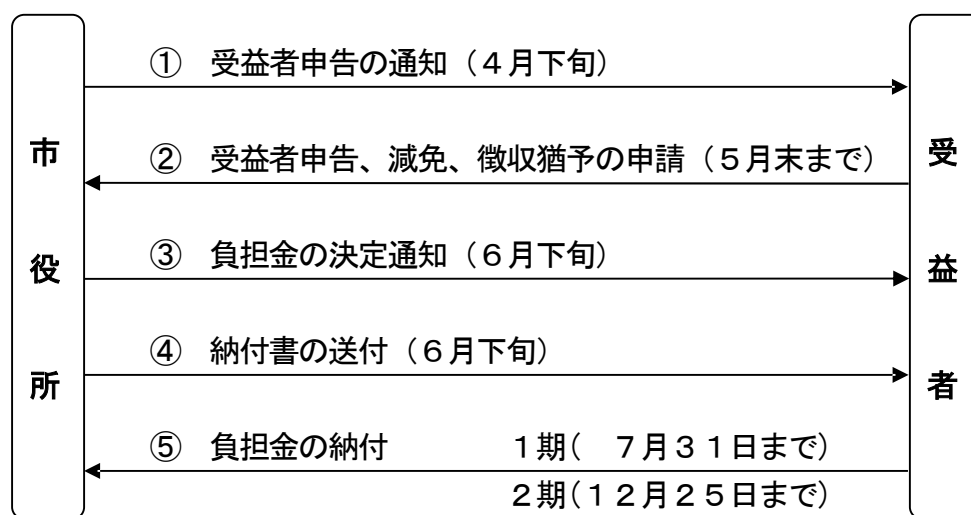 市役所
① 受益者申告の通知（４月下旬）
② 受益者申告、減免、徴収猶予の申請（５月末まで）
③ 負担金の決定通知（６月下旬）
④ 納付書の送付（６月下旬）
⑤ 負担金の納付　　　１期(　７月３１日まで)
２期(１２月２５日まで)
受益者